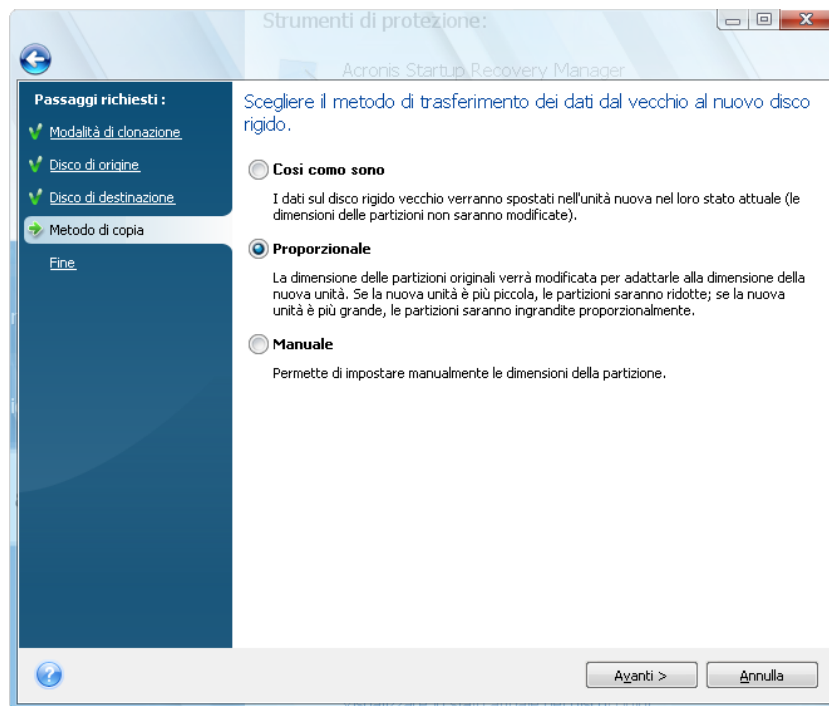 Strumenti di protezione:
Acronis Startup Recovery Manager
Passaggi richiesti :
Modalità di clonazione
Disco di origine
Disco di destinazione
Metodo di copia
Fine
Scegliere il metodo di trasferimento dei dati dal vecchio al nuovo disco
rigido.
Cosi como sono
I dati sul disco rigido vecchio verranno spostati nell'unità nuova nel loro stato attuale (le
dimensioni delle partizioni non saranno modificate).
Proporzionale
La dimensione delle partizioni originali verrà modificata per adattarle alla dimensione della
nuova unità. Se la nuova unità è più piccola, le partizioni saranno ridotte; se la nuova
unità è più grande, le partizioni saranno ingrandite proporzionalmente.
Manuale
Permette di impostare manualmente le dimensioni della partizione.
Avanti >
Annulla